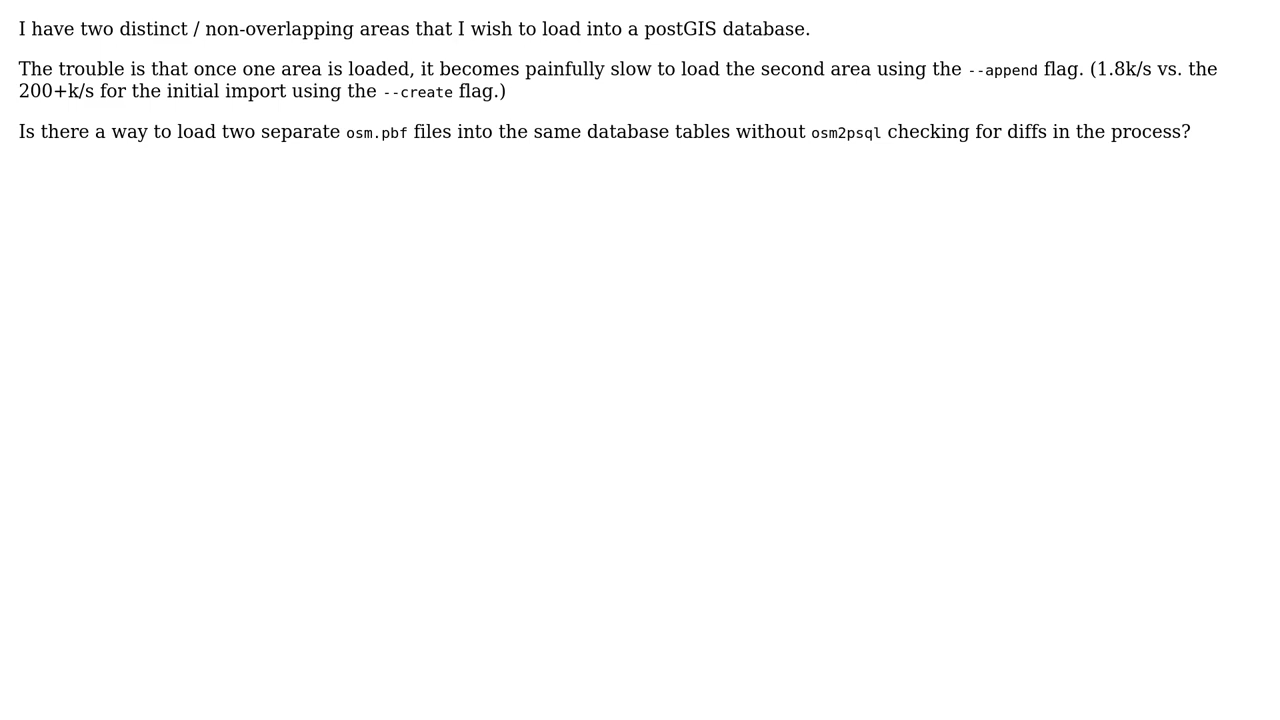 I have two distinct / non-overlapping areas that I wish to load into a postGIS database.
The trouble is that once one area is loaded, it becomes painfully slow to load the second area using the --append flag. (1.8k/s vs. the
200+k/s for the initial import using the --create flag.)
Is there a way to load two separate osm.pbf files into the same database tables without osm2psql checking for diffs in the process?